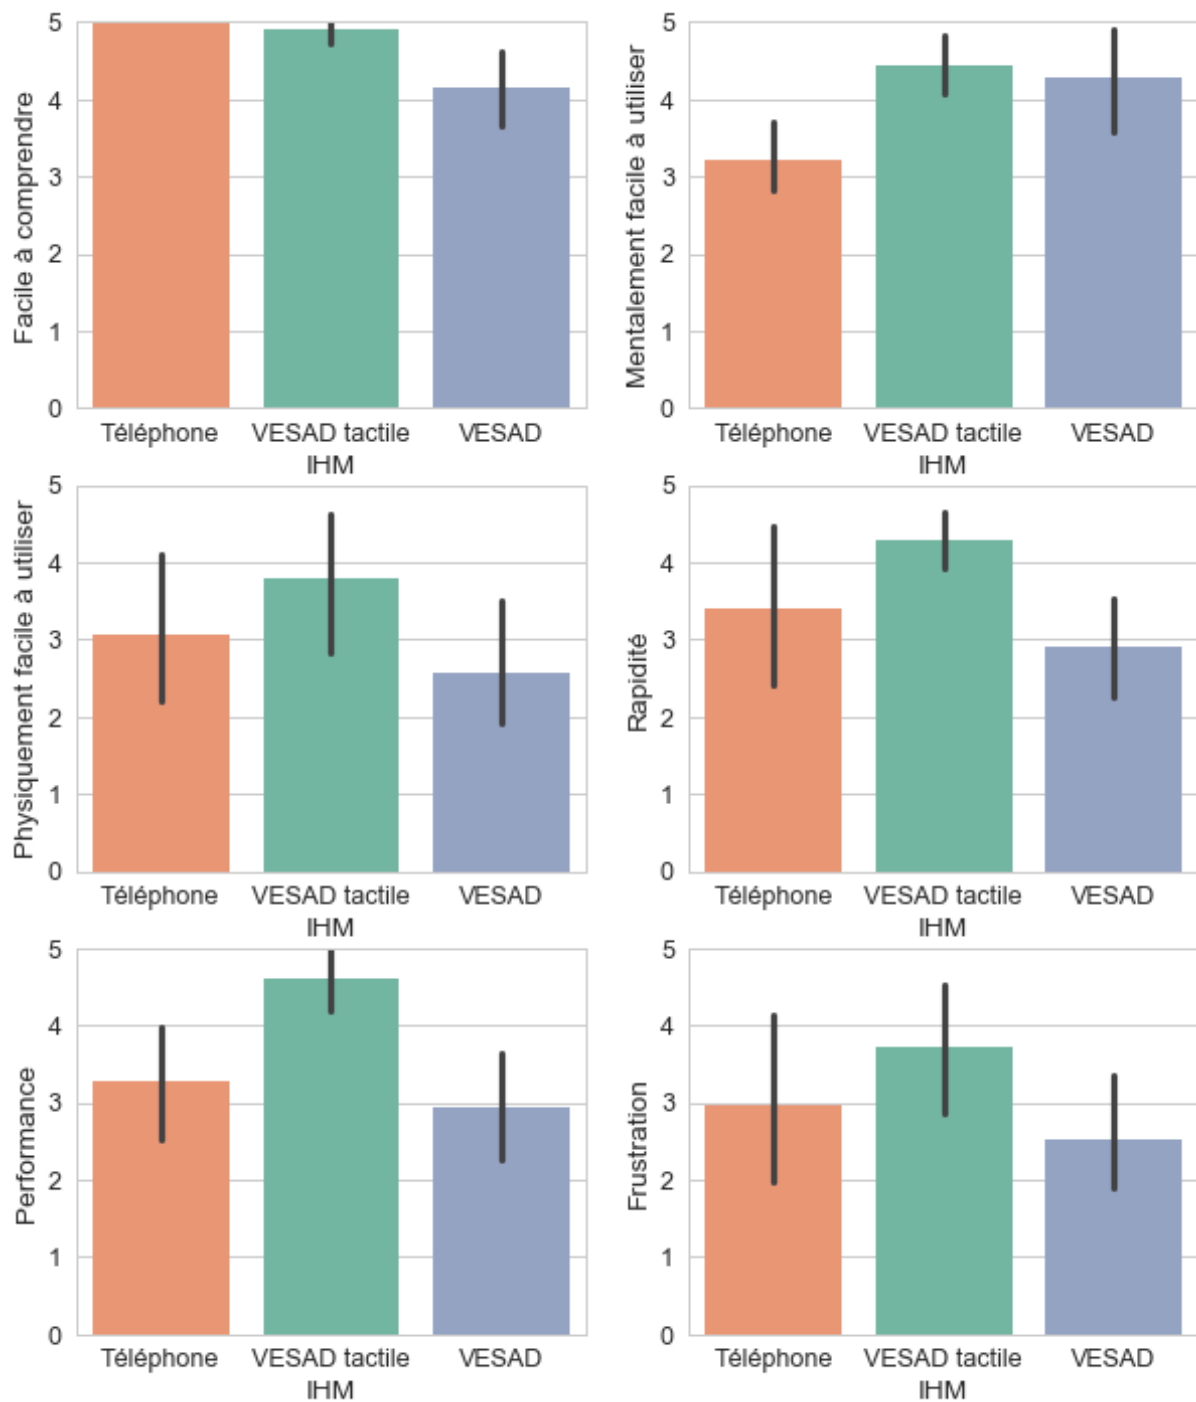 Facile à comprendre
5
4
3
2
1
0
Téléphone VESAD tactile VESAD
IHM
Mentalement facile à utiliser
5
4
3
2
1
0
Téléphone VESAD tactile VESAD
IHM
Physiquement facile à utiliser
5
4
3
2
1
0
Téléphone VESAD tactile VESAD
IHM
Rapidité
5
4
3
2
1
0
Téléphone VESAD tactile VESAD
IHM
Performance
5
4
3
2
1
0
Téléphone VESAD tactile VESAD
IHM
Frustration
5
4
3
2
1
0
Téléphone VESAD tactile VESAD
IHM